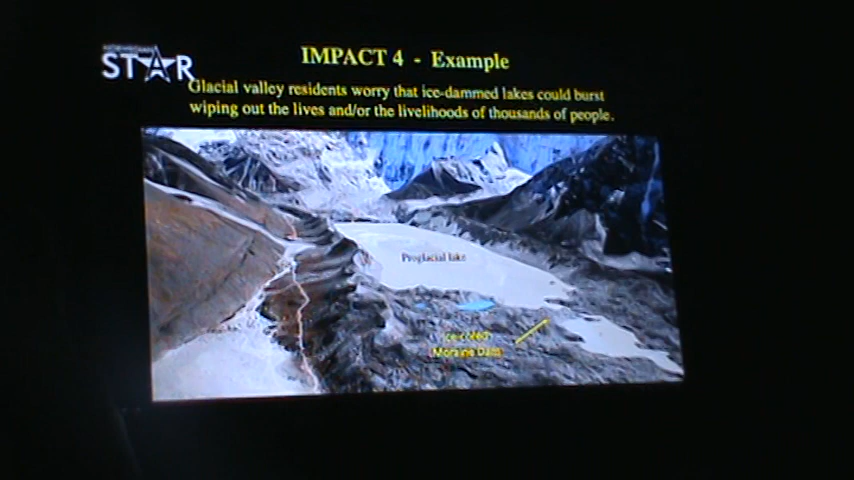 STAR
IMPACT 4 - Example
Glacial valley residents worry that ice-dammed lakes could burst
wiping out the lives and/or the livelihoods of thousands of people.
Proglacial lake
Ice-cored
Moraine Dam